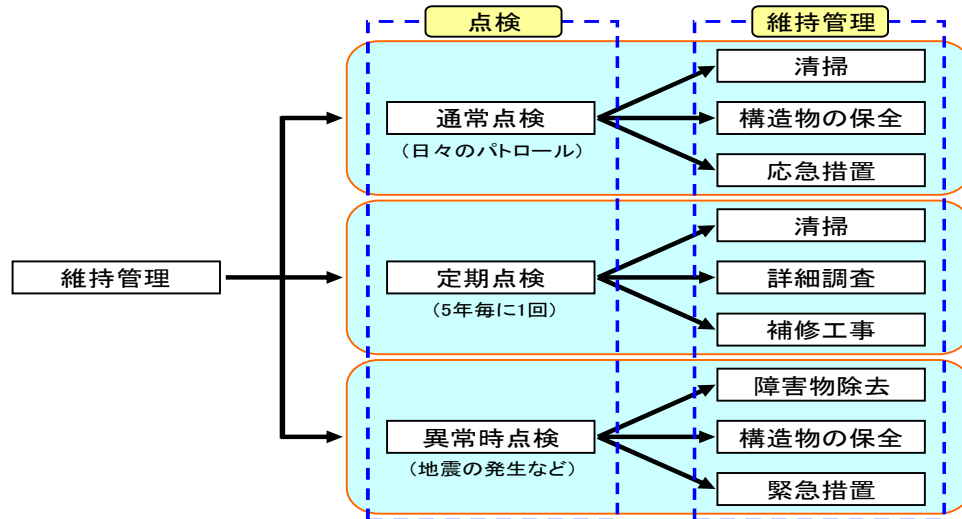 点検
維持管理
清掃
通常点検
構造物の保全
(日々のパトロール)
応急措置
清掃
維持管理
定期点検
詳細調査
(5年毎に1回)
補修工事
障害物除去
異常時点検
構造物の保全
(地震の発生など)
緊急措置